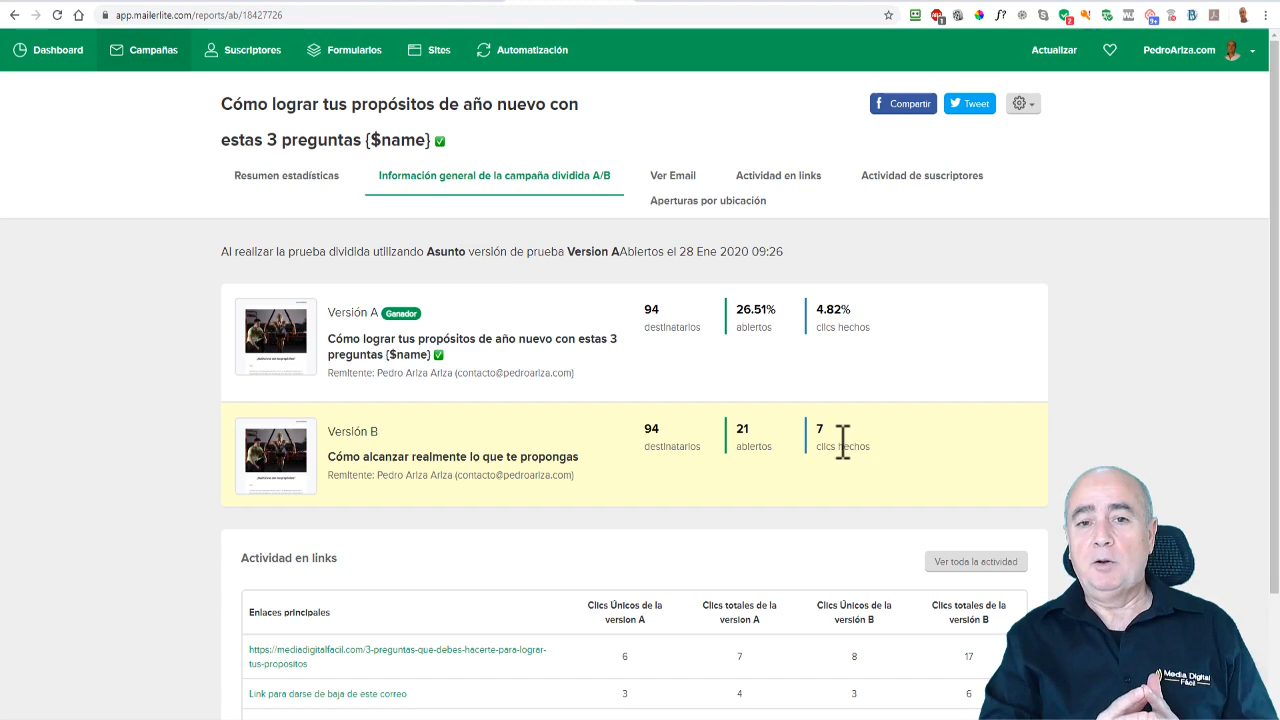 app.mailerlite.com/reports/ab/18427726
Dashboard
Campañas
Suscriptores
Formularios
Sites
Automatización
Actualizar
PedroAriza.com
Cómo lograr tus propósitos de año nuevo con
estas 3 preguntas {$name} ✅
Compartir
Tweet
Resumen estadísticas
Información general de la campaña dividida A/B
Ver Email
Actividad en links
Actividad de suscriptores
Aperturas por ubicación
Al realizar la prueba dividida utilizando Asunto versión de prueba Version AAbiertos el 28 Ene 2020 09:26
Versión A Ganador
Cómo lograr tus propósitos de año nuevo con estas 3
preguntas {$name} ✅
Remitente: Pedro Ariza Ariza (contacto@pedroariza.com)
94
destinatarios
26.51%
abiertos
4.82%
clics hechos
Versión B
Cómo alcanzar realmente lo que te propongas
Remitente: Pedro Ariza Ariza (contacto@pedroariza.com)
94
destinatarios
21
abiertos
7
clics hechos
Actividad en links
Ver toda la actividad
Enlaces principales
Clics Únicos de la
version A
Clics totales de la
version A
Clics Únicos de la
versión B
Clics totales de la
versión B
https://mediadigitalfacil.com/3-preguntas-que-debes-hacerte-para-lograr-
tus-propositos
6
7
8
17
Link para darse de baja de este correo
3
4
3
6
Media Digital
Fácil